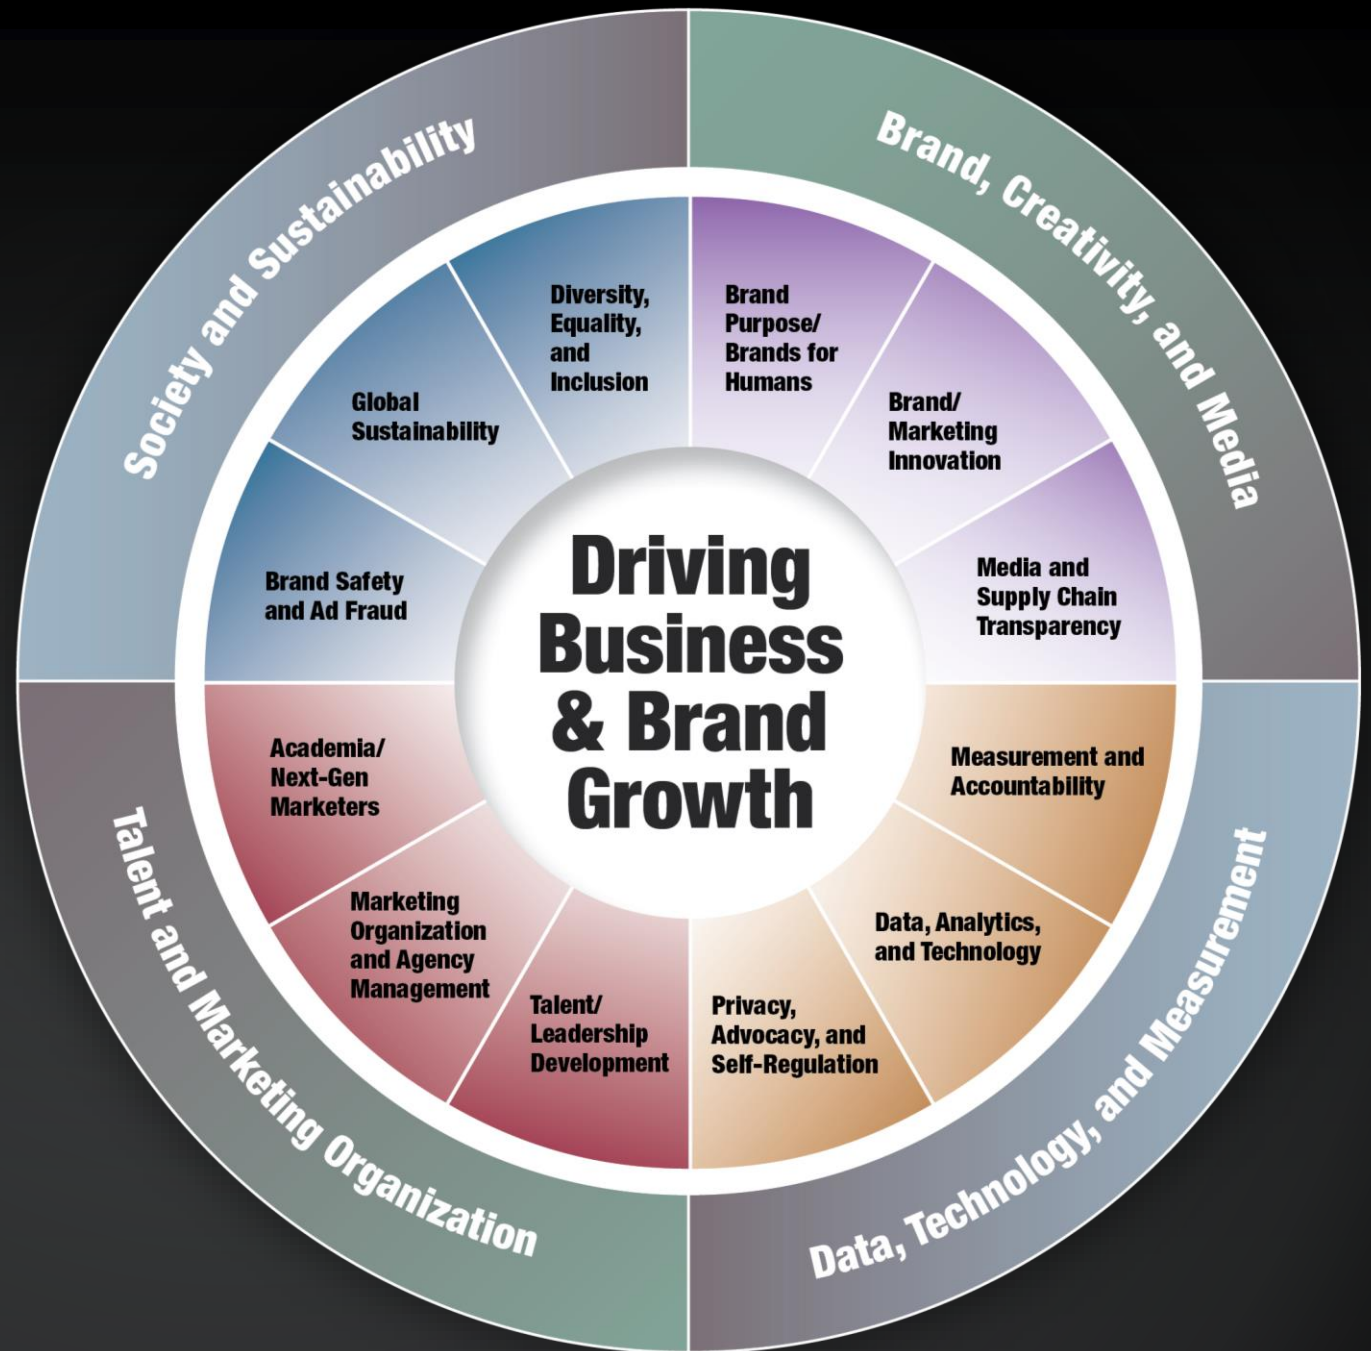 Society and Sustainability
Brand, Creativity, and Media
Diversity,
Equality,
and
Inclusion
Brand
Purpose/
Brands for
Humans
Global
Sustainability
Brand/
Marketing
Innovation
Brand Safety
and Ad Fraud
Media and
Supply Chain
Transparency
Driving
Business
& Brand
Growth
Academia/
Next-Gen
Marketers
Measurement and
Accountability
Marketing
Organization
and Agency
Management
Data, Analytics,
and Technology
Talent/
Leadership
Development
Privacy,
Advocacy, and
Self-Regulation
Talent and Marketing Organization
Data, Technology, and Measurement